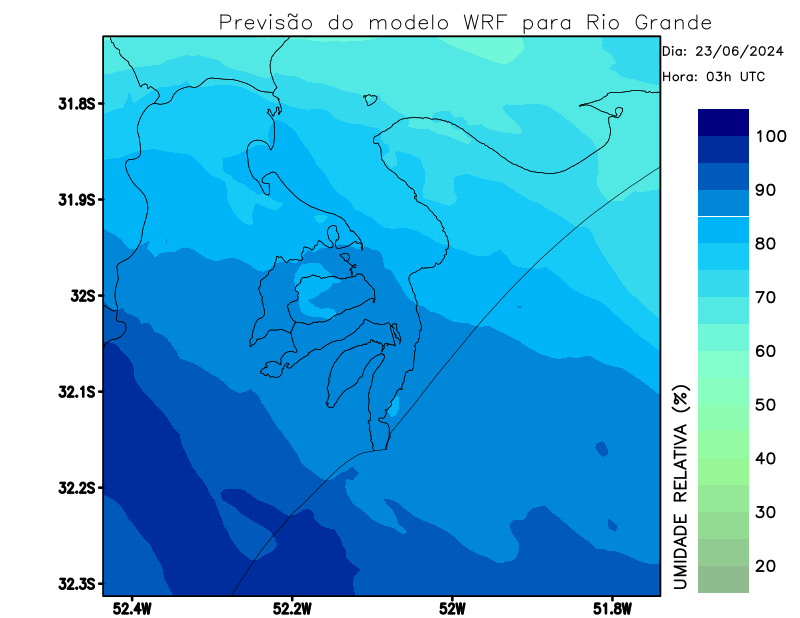 Previsão do modelo WRF para Rio Grande
Dia: 23/06/2024
Hora: 03h UTC
31.8S
31.9S
32S
32.1S
32.2S
32.3S
52.4W
52.2W
52W
51.8W
100
90
80
70
60
50
40
30
20
UMIDADE RELATIVA (%)